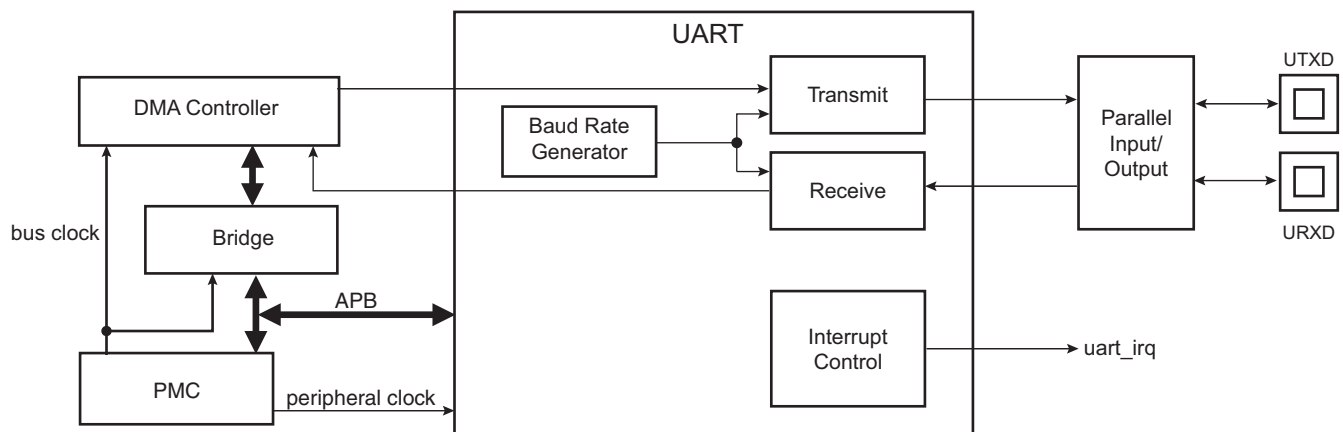 UART
UTXD
DMA Controller
Transmit
Baud Rate
Generator
Parallel
Input/
Output
Receive
bus clock
Bridge
URXD
APB
Interrupt
Control
uart_irq
PMC
peripheral clock